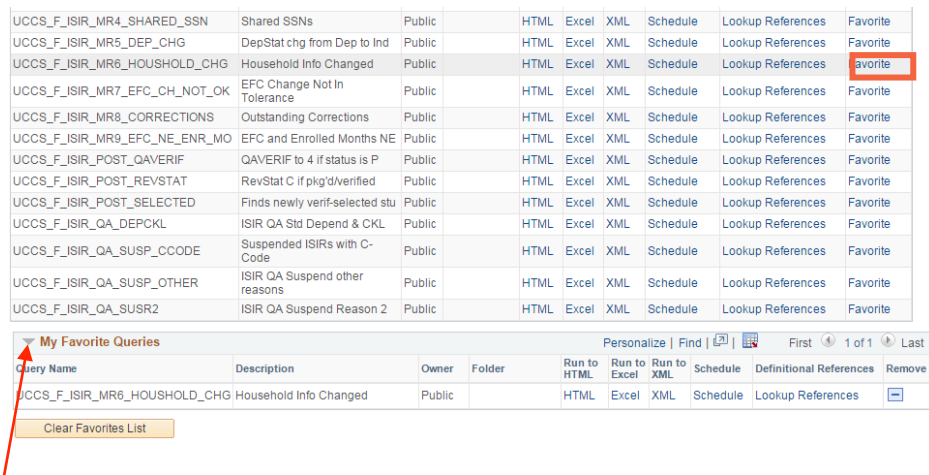 UCCS_F_ISIR_MR4_SHARED_SSN Shared SSNs Public HTML Excel XML Schedule Lookup References Favorite
UCCS_F_ISIR_MR5_DEP_CHG DepStat chg from Dep to Ind Public HTML Excel XML Schedule Lookup References Favorite
UCCS_F_ISIR_MR6_HOUSHOLD_CHG Household Info Changed Public HTML Excel XML Schedule Lookup References Favorite
UCCS_F_ISIR_MR7_EFC_CH_NOT_OK EFC Change Not In Tolerance Public HTML Excel XML Schedule Lookup References Favorite
UCCS_F_ISIR_MR8_CORRECTIONS Outstanding Corrections Public HTML Excel XML Schedule Lookup References Favorite
UCCS_F_ISIR_MR9_EFC_NE_ENR_MO EFC and Enrolled Months NE Public HTML Excel XML Schedule Lookup References Favorite
UCCS_F_ISIR_POST_QAVERIF QAVERIF to 4 if status is P Public HTML Excel XML Schedule Lookup References Favorite
UCCS_F_ISIR_POST_REVSTAT RevStat C if pkg'd/verified Public HTML Excel XML Schedule Lookup References Favorite
UCCS_F_ISIR_POST_SELECTED Finds newly verif-selected stu Public HTML Excel XML Schedule Lookup References Favorite
UCCS_F_ISIR_QA_DEPCKL ISIR QA Std Depend & CKL Public HTML Excel XML Schedule Lookup References Favorite
UCCS_F_ISIR_QA_SUSP_CCODE Suspended ISIRs with C-Code Public HTML Excel XML Schedule Lookup References Favorite
UCCS_F_ISIR_QA_SUSP_OTHER ISIR QA Suspend other reasons Public HTML Excel XML Schedule Lookup References Favorite
UCCS_F_ISIR_QA_SUSR2 ISIR QA Suspend Reason 2 Public HTML Excel XML Schedule Lookup References Favorite
My Favorite Queries Personalize | Find | | First 1 of 1 Last
Query Name Description Owner Folder Run to HTML Run to Excel Run to XML Schedule Definitional References Remove
UCCS_F_ISIR_MR6_HOUSHOLD_CHG Household Info Changed Public HTML Excel XML Schedule Lookup References
Clear Favorites List